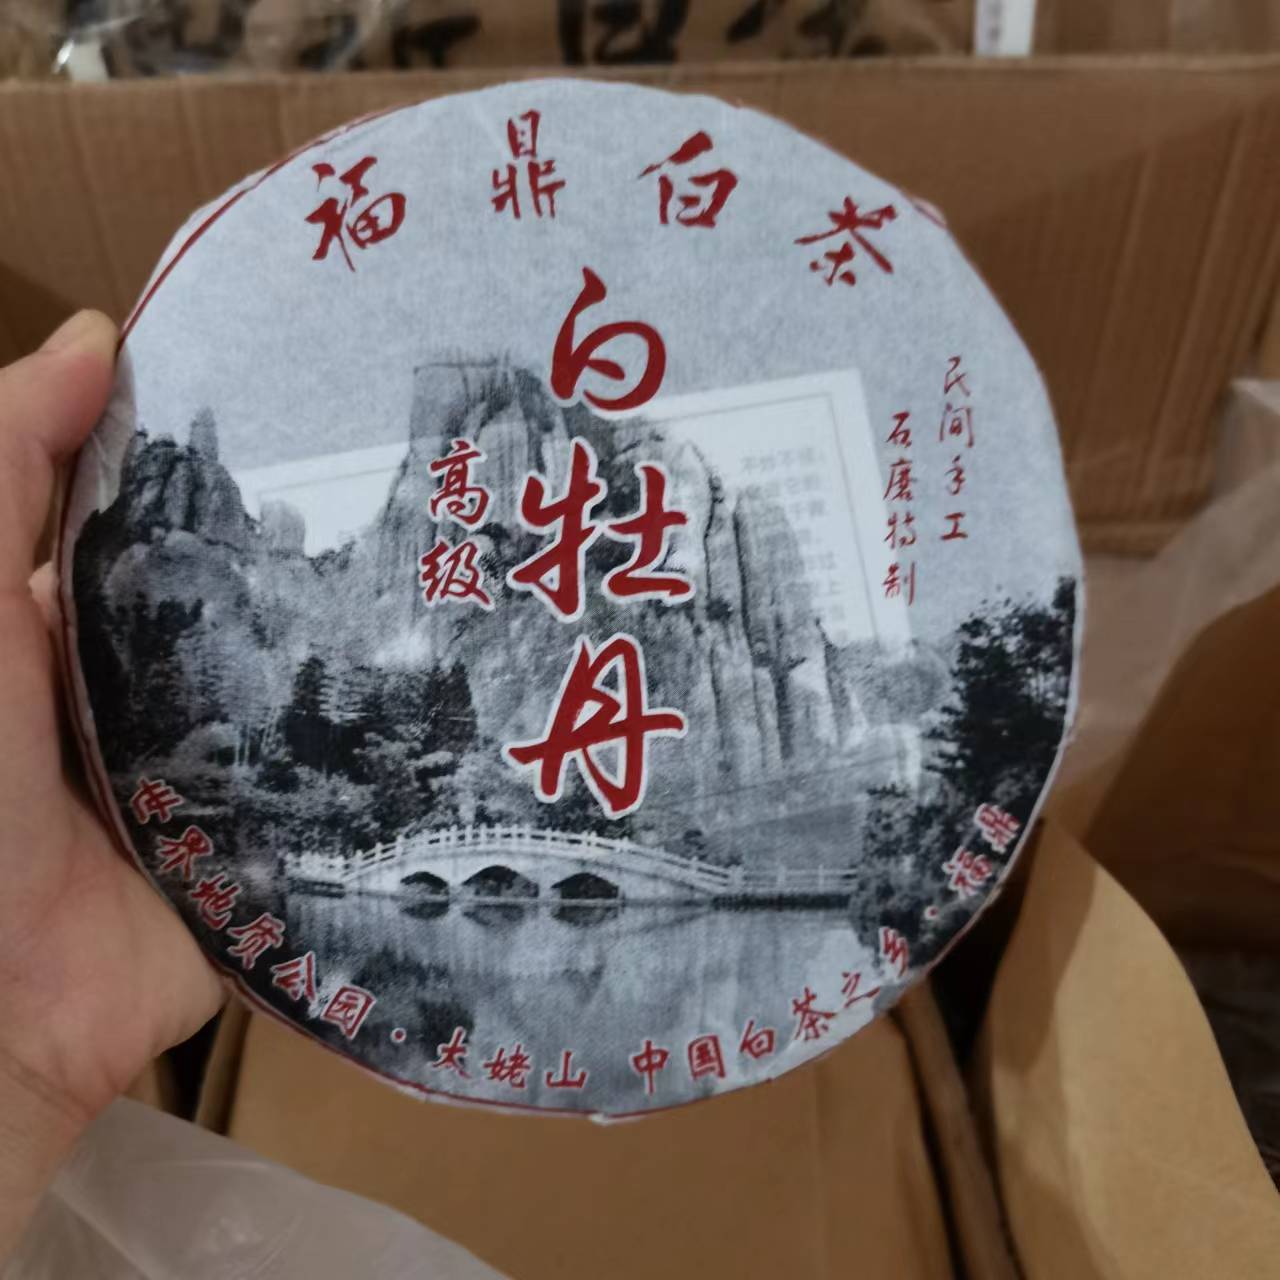 福鼎白茶
白牡丹
高级
民间手工
石磨特制
世界地质公园·太姥山 中国白茶之乡·福鼎